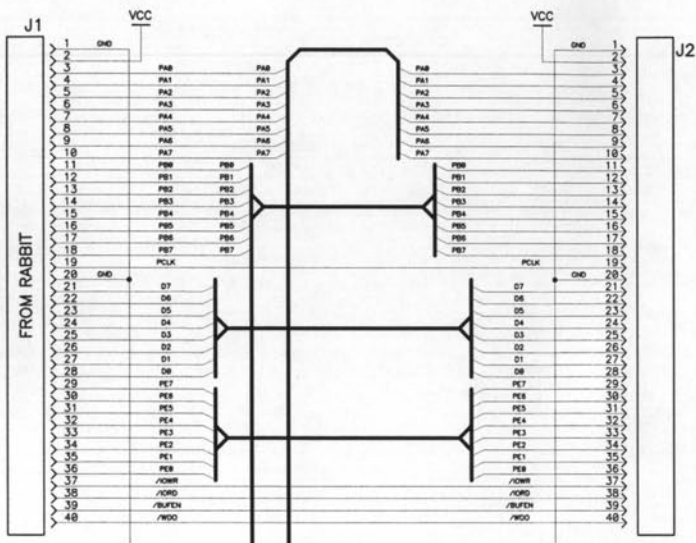 VCC VCC
J1 J2
1 GND GND 1
2 2
3 PA0 PA0 PA0 3
4 PA1 PA1 PA1 4
5 PA2 PA2 PA2 5
6 PA3 PA3 PA3 6
7 PA4 PA4 PA4 7
8 PA5 PA5 PA5 8
9 PA6 PA6 PA6 9
10 PA7 PA7 PA7 10
11 PB0 PB0 PB0 11
12 PB1 PB1 PB1 12
13 PB2 PB2 PB2 13
14 PB3 PB3 PB3 14
15 PB4 PB4 PB4 15
16 PB5 PB5 PB5 16
17 PB6 PB6 PB6 17
18 PB7 PB7 PB7 18
19 PCLK PCLK 19
20 GND GND 20
21 D7 D7 21
22 D6 D6 22
23 D5 D5 23
24 D4 D4 24
25 D3 D3 25
26 D2 D2 26
27 D1 D1 27
28 D0 D0 28
29 PE7 PE7 29
30 PE6 PE6 30
31 PE5 PE5 31
32 PE4 PE4 32
33 PE3 PE3 33
34 PE2 PE2 34
35 PE1 PE1 35
36 PE0 PE0 36
37 /IOWR /IOWR 37
38 /IORD /IORD 38
39 /BUFEN /BUFEN 39
40 /WDO /WDO 40
FROM RABBIT